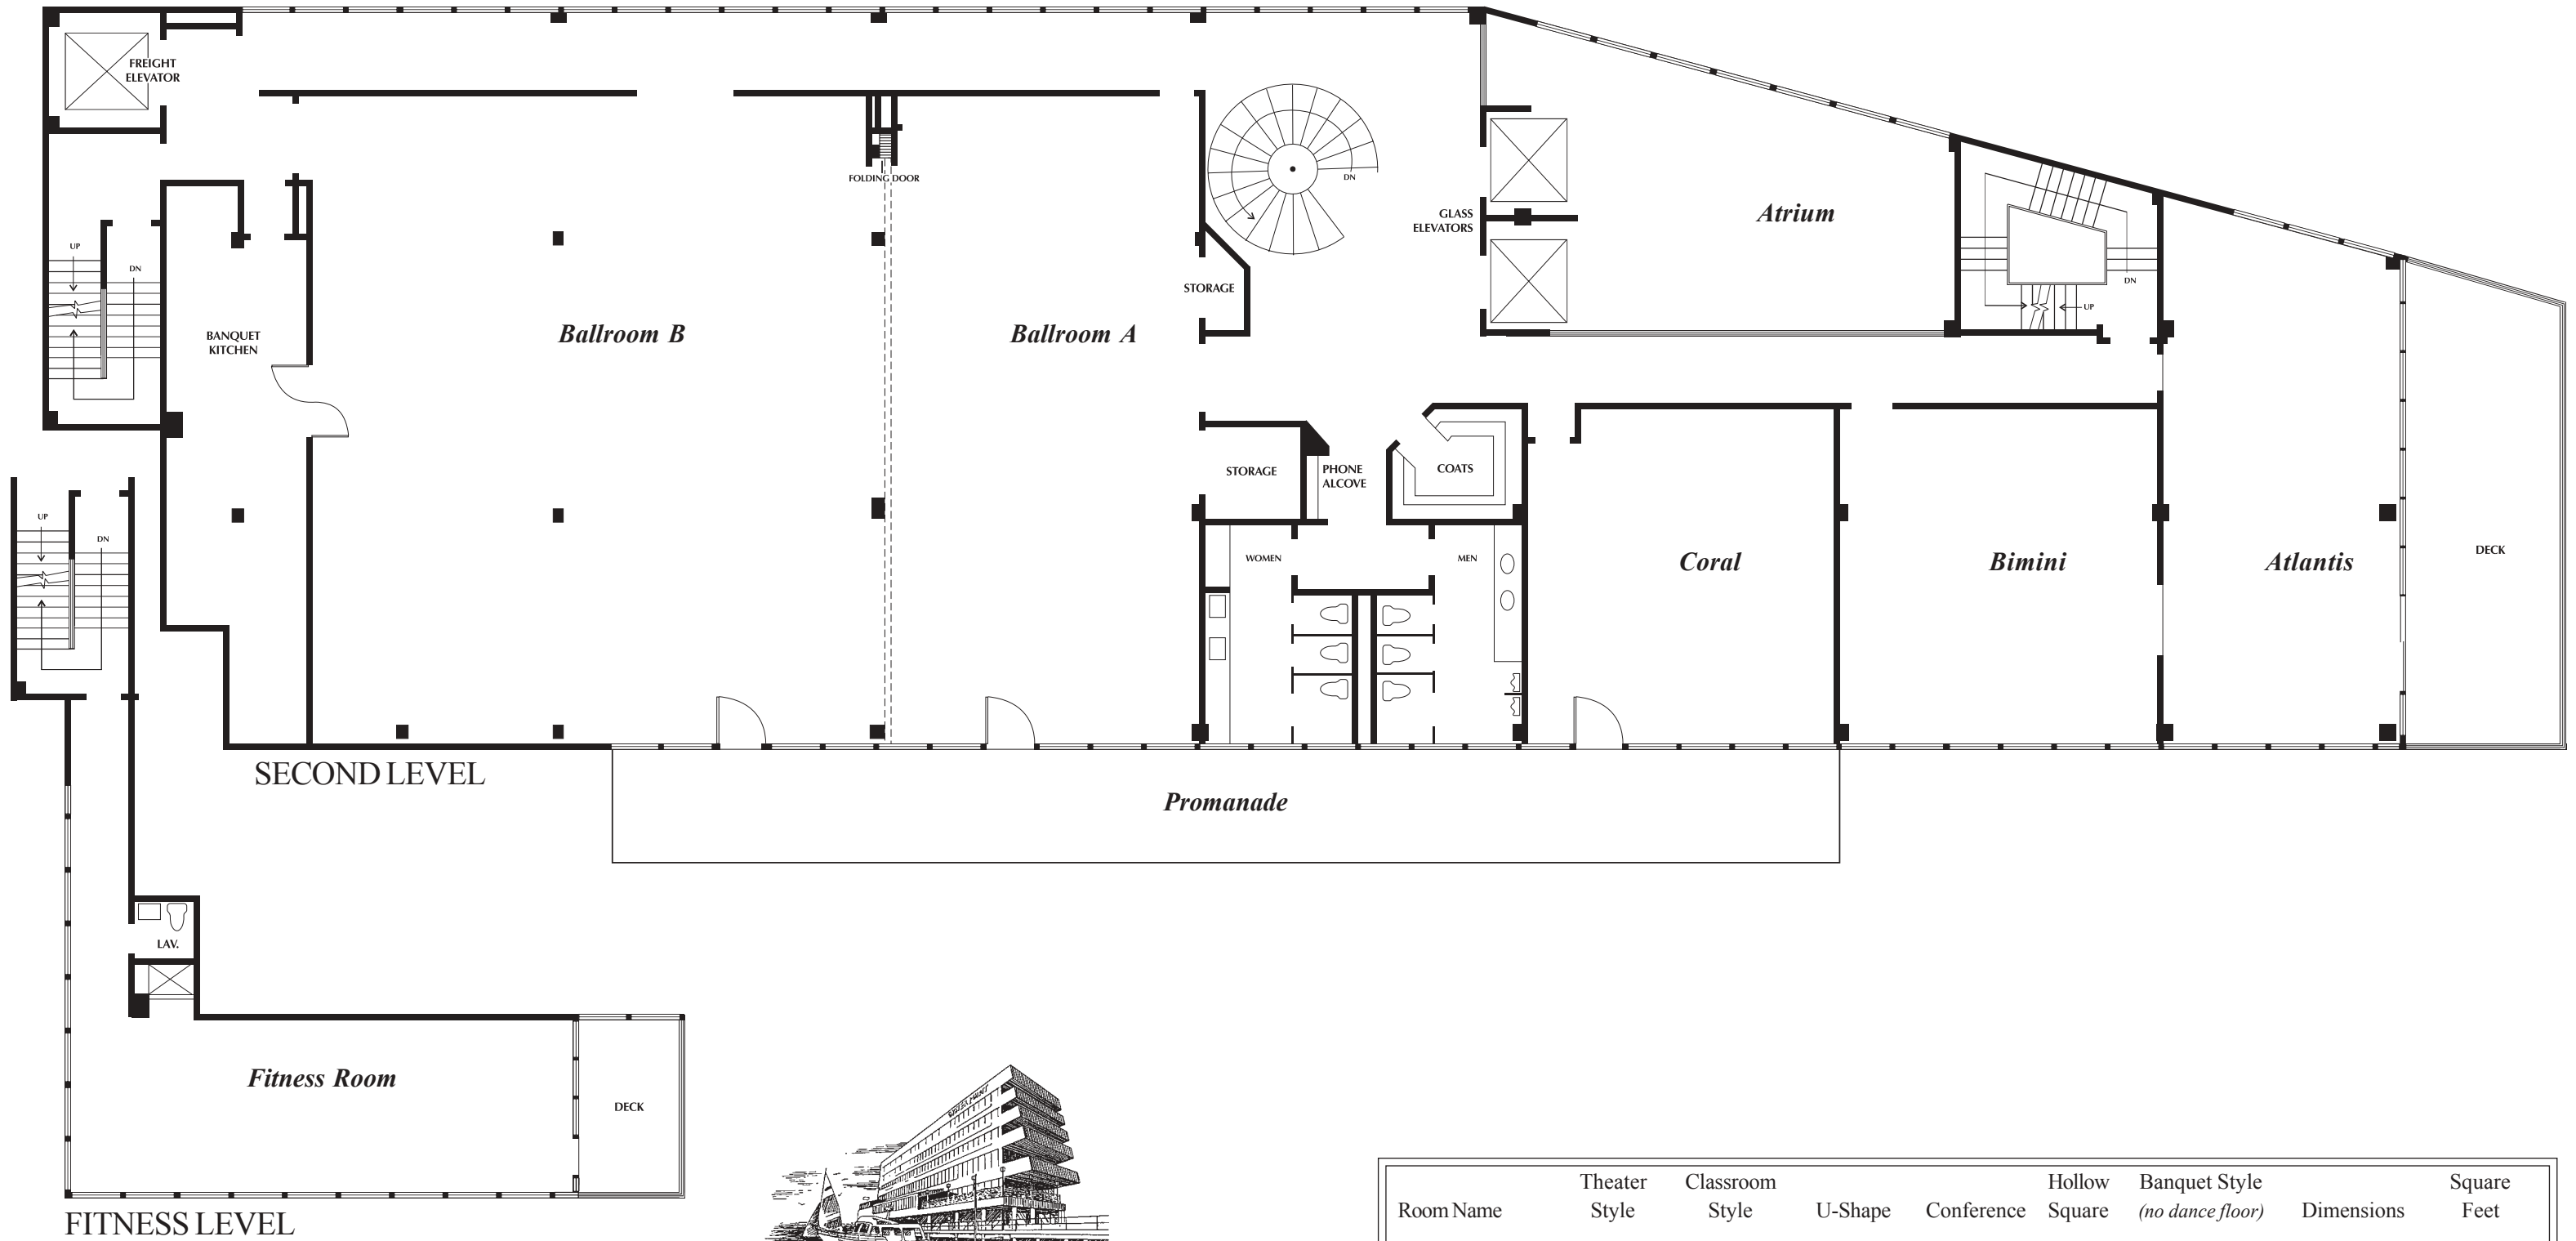 FREIGHT
ELEVATOR
FOLDING DOOR
DN
Atrium
GLASS
ELEVATORS
UP
DN
DN
UP
STORAGE
BANQUET
KITCHEN
Ballroom B
Ballroom A
STORAGE
PHONE
ALCOVE
COATS
UP
DN
WOMEN
MEN
Coral
Bimini
Atlantis
DECK
SECOND LEVEL
Promanade
LAV.
Fitness Room
DECK
FITNESS LEVEL
Room Name
Theater
Style
Classroom
Style
U-Shape
Conference
Hollow
Square
Banquet Style
(no dance floor)
Dimensions
Square
Feet